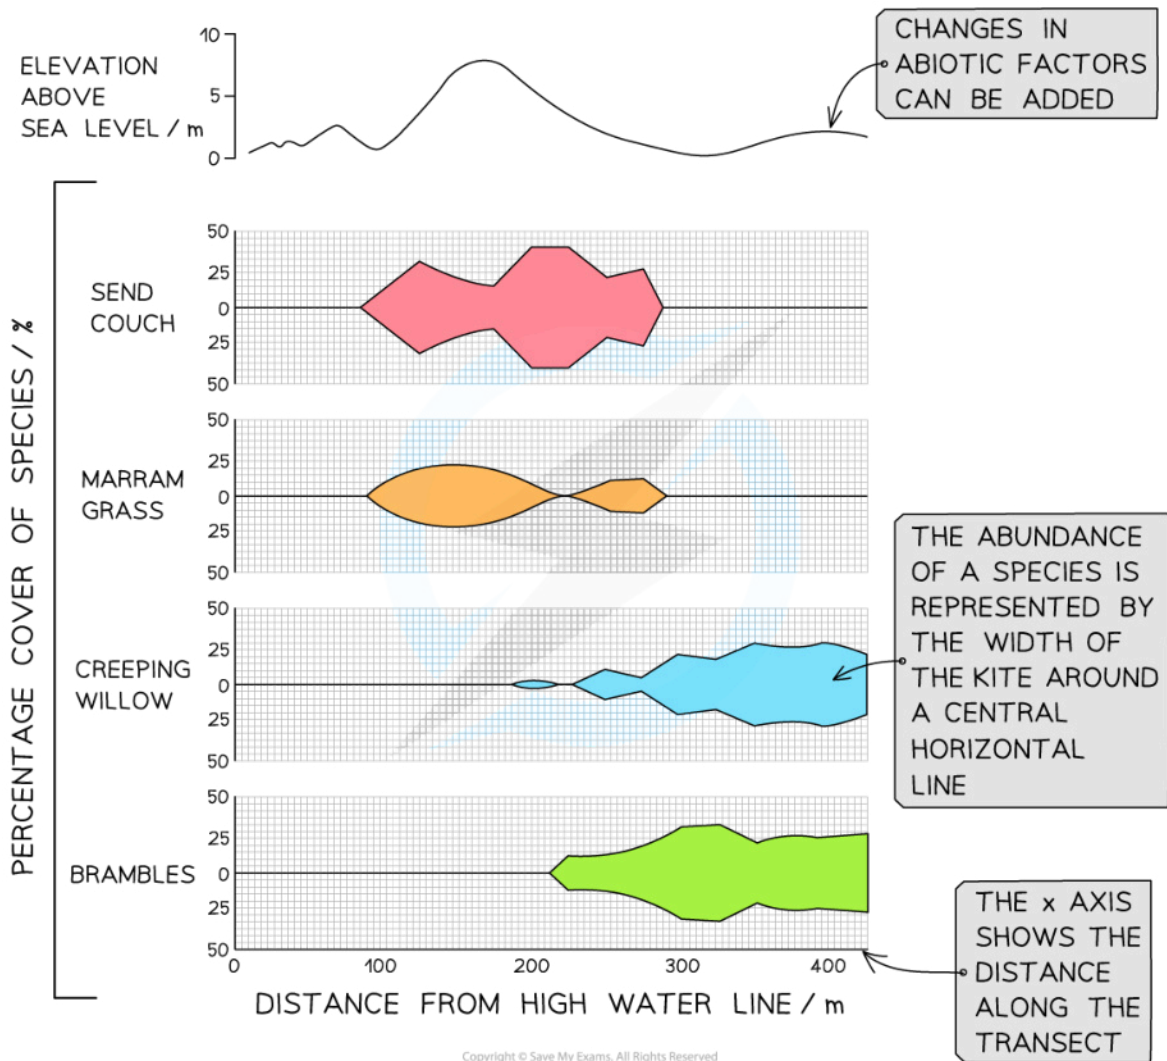 ELEVATION
ABOVE
SEA LEVEL / m
10
5
0
CHANGES IN
ABIOTIC FACTORS
CAN BE ADDED
PERCENTAGE COVER OF SPECIES / %
SEND
COUCH
50
25
0
25
50
MARRAM
GRASS
50
25
0
25
50
CREEPING
WILLOW
50
25
0
25
50
THE ABUNDANCE
OF A SPECIES IS
REPRESENTED BY
THE WIDTH OF
THE KITE AROUND
A CENTRAL
HORIZONTAL
LINE
BRAMBLES
50
25
0
25
50
0 100 200 300 400
DISTANCE FROM HIGH WATER LINE / m
THE x AXIS
SHOWS THE
DISTANCE
ALONG THE
TRANSECT
Copyright © Save My Exams. All Rights Reserved